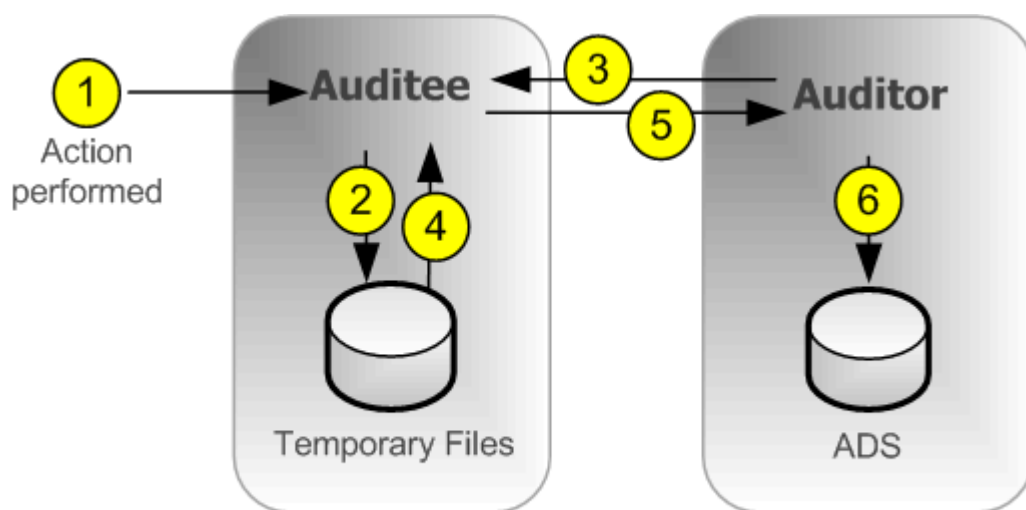 1
Action
performed
Auditee
2
4
Temporary Files
3
5
Auditor
6
ADS